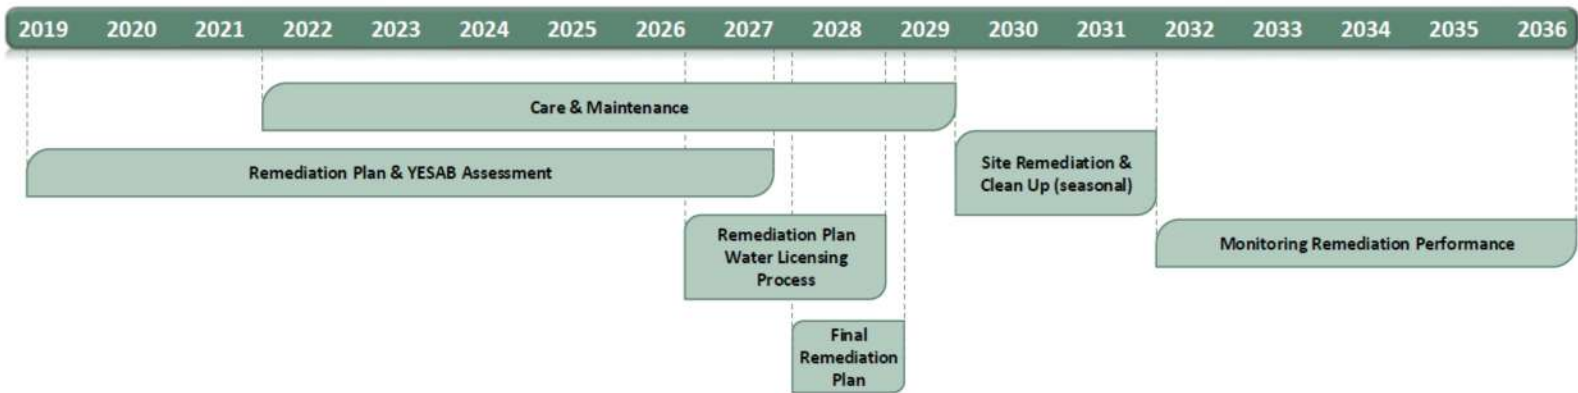 2019 2020 2021 2022 2023 2024 2025 2026 2027 2028 2029 2030 2031 2032 2033 2034 2035 2036
Care & Maintenance
Remediation Plan & YESAB Assessment
Site Remediation &
Clean Up (seasonal)
Remediation Plan
Water Licensing
Process
Monitoring Remediation Performance
Final
Remediation
Plan